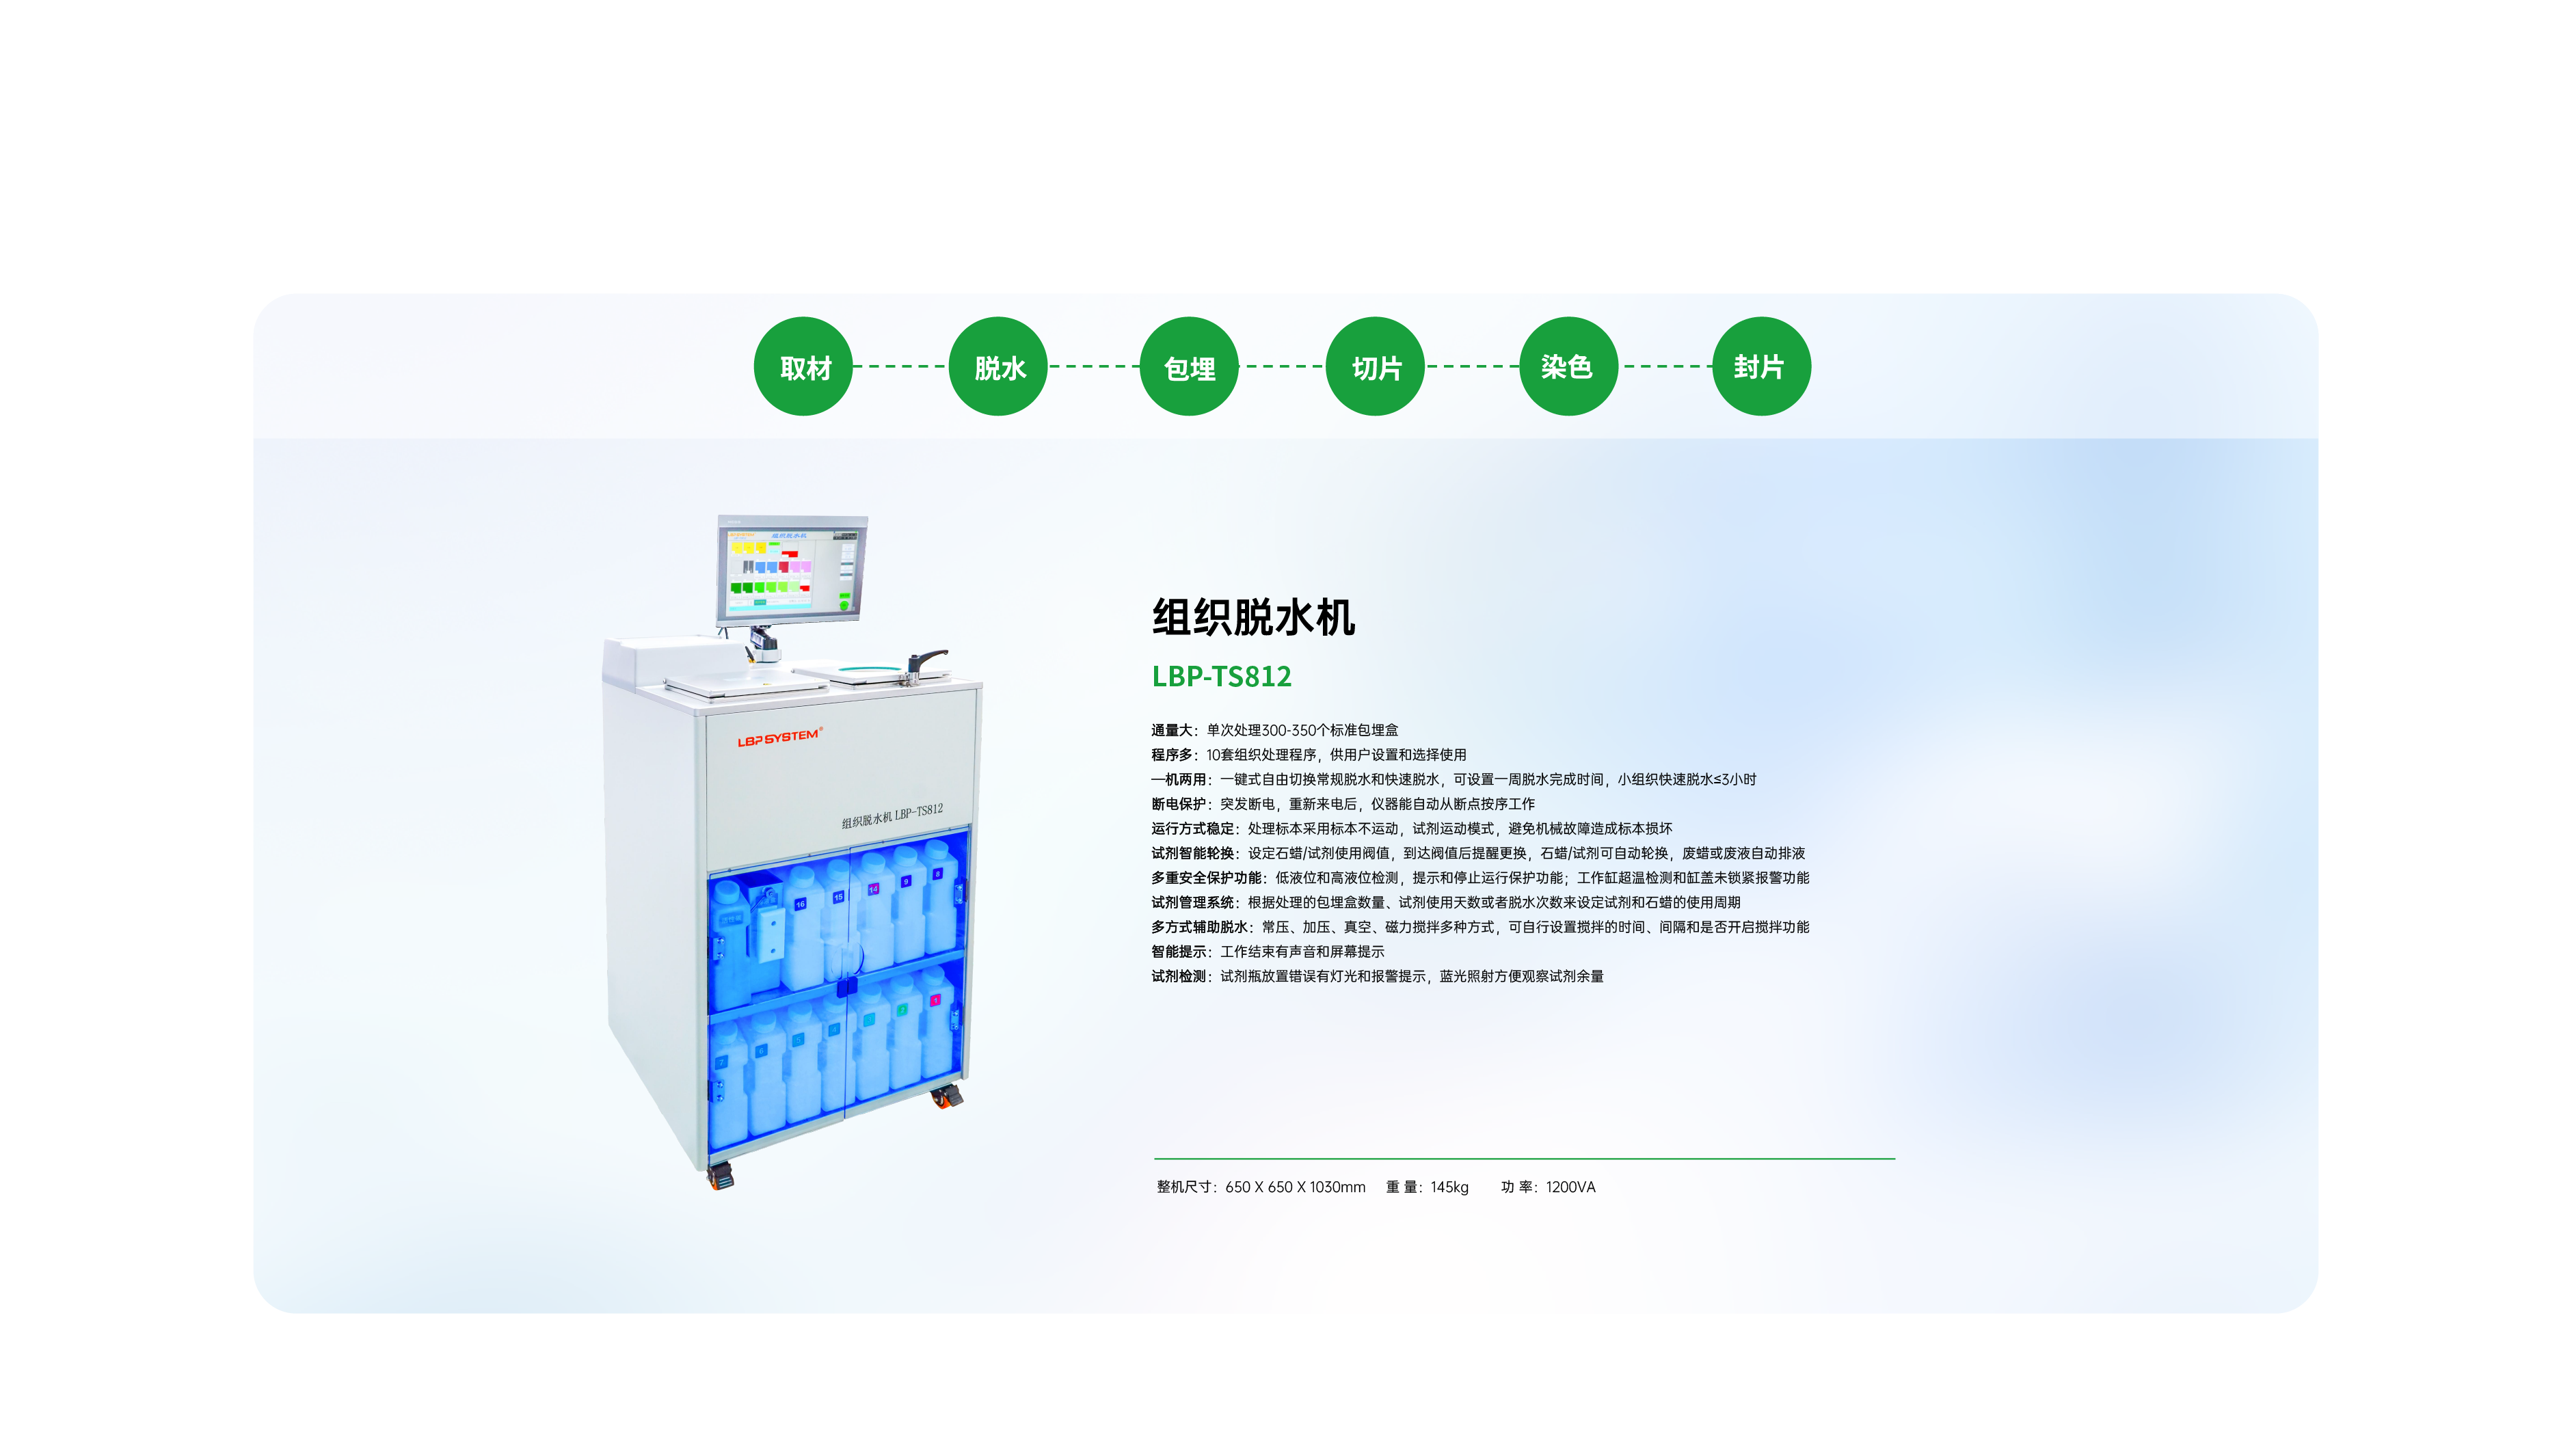 取材 脱水 包埋 切片 染色 封片
组织脱水机
LBP SYSTEM®
组织脱水机 LBP-TS812
16 15 14 9 8
7 6 2 1
组织脱水机
LBP-TS812
通量大：单次处理300-350个标准包埋盒
程序多：10套组织处理程序，供用户设置和选择使用
一机两用：一键式自由切换常规脱水和快速脱水，可设置一周脱水完成时间，小组织快速脱水≤3小时
断电保护：突发断电，重新来电后，仪器能自动从断点按序工作
运行方式稳定：处理标本采用标本不运动，试剂运动模式，避免机械故障造成标本损坏
试剂智能轮换：设定石蜡/试剂使用阀值，到达阀值后提醒更换，石蜡/试剂可自动轮换，废蜡或废液自动排液
多重安全保护功能：低液位和高液位检测，提示和停止运行保护功能；工作缸超温检测和缸盖未锁紧报警功能
试剂管理系统：根据处理的包埋盒数量、试剂使用天数或者脱水次数来设定试剂和石蜡的使用周期
多方式辅助脱水：常压、加压、真空、磁力搅拌多种方式，可自行设置搅拌的时间、间隔和是否开启搅拌功能
智能提示：工作结束有声音和屏幕提示
试剂检测：试剂瓶放置错误有灯光和报警提示，蓝光照射方便观察试剂余量
整机尺寸：650 X 650 X 1030mm 重 量：145kg 功 率：1200VA